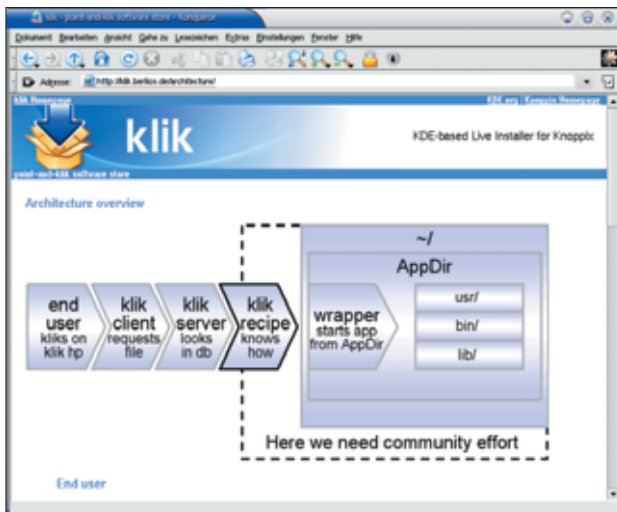 klik - point-and-klik software store - Konqueror
Dokument Bearbeiten Ansicht Gehe zu Lesezeichen Extras Einstellungen Fenster Hilfe
Adresse: http://klik.berlios.de/architecture/
klik Homepage
KDE.org | Knoppix Homepage
klik
KDE-based Live Installer for Knoppix
point-and-klik software store
Architecture overview
~/
AppDir
end
user
kliks on
klik hp
klik
client
requests
file
klik
server
looks
in db
klik
recipe
knows
how
wrapper
starts app
from AppDir
usr/
bin/
lib/
Here we need community effort
End user